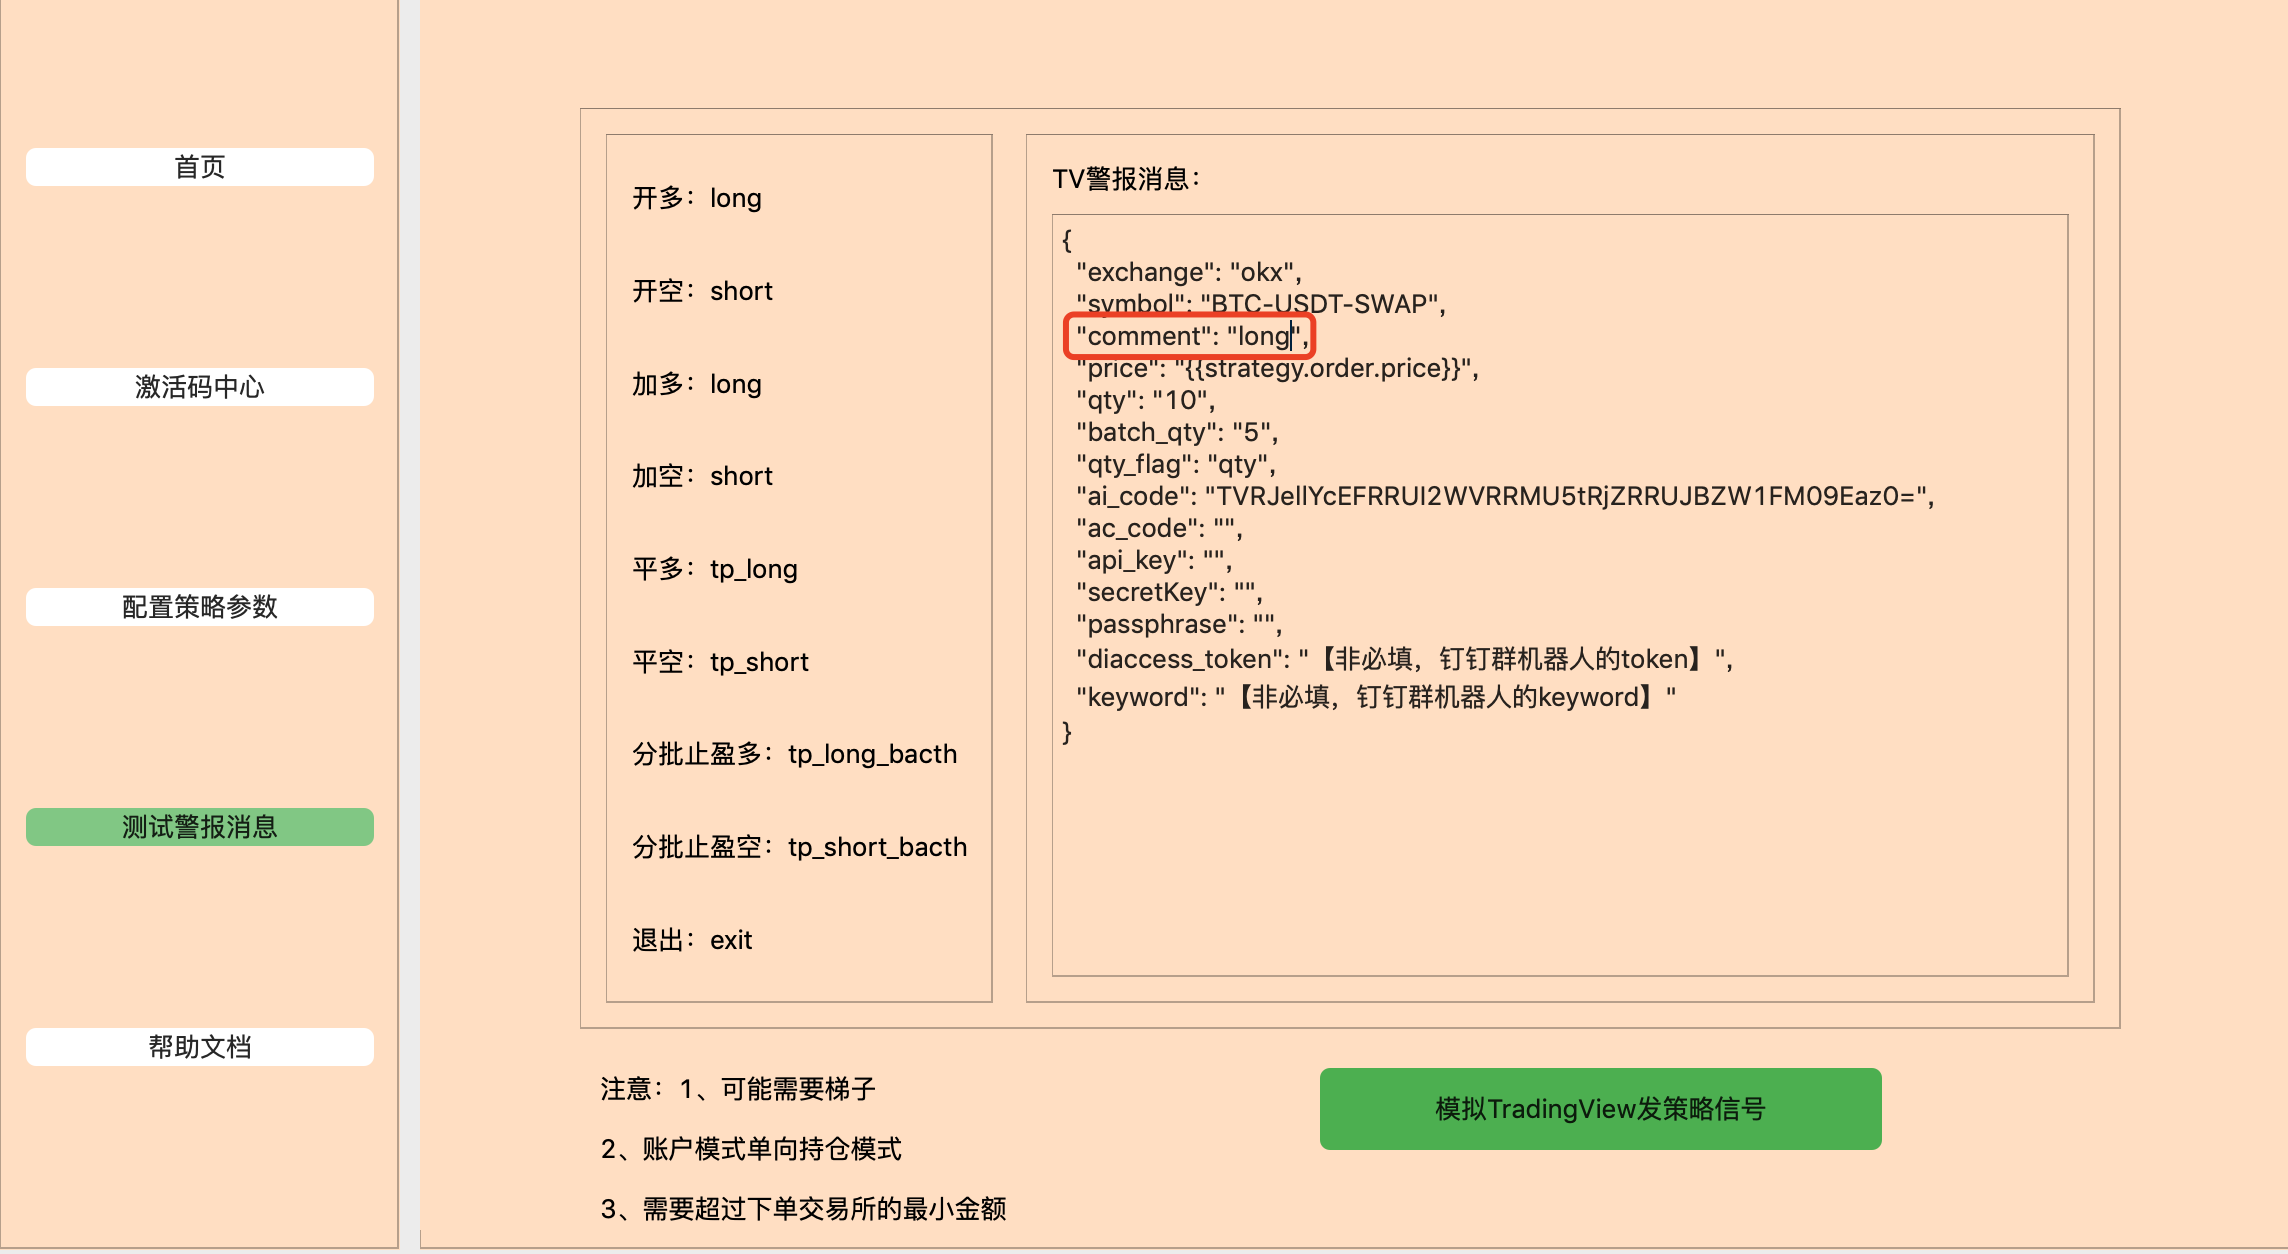 首页
激活码中心
配置策略参数
测试警报消息
帮助文档
开多：long
开空：short
加多：long
加空：short
平多：tp_long
平空：tp_short
分批止盈多：tp_long_bacth
分批止盈空：tp_short_bacth
退出：exit
TV警报消息：
{
"exchange": "okx",
"symbol": "BTC-USDT-SWAP",
"comment": "long",
"price": "{{strategy.order.price}}",
"qty": "10",
"batch_qty": "5",
"qty_flag": "qty",
"ai_code": "TVRJellYcEFRRUI2WVRRMU5tRjZRRUJBZW1FM09Eaz0=",
"ac_code": "",
"api_key": "",
"secretKey": "",
"passphrase": "",
"diaccess_token": "【非必填，钉钉群机器人的token】",
"keyword": "【非必填，钉钉群机器人的keyword】"
}
注意：1、可能需要梯子
2、账户模式单向持仓模式
3、需要超过下单交易所的最小金额
模拟TradingView发策略信号